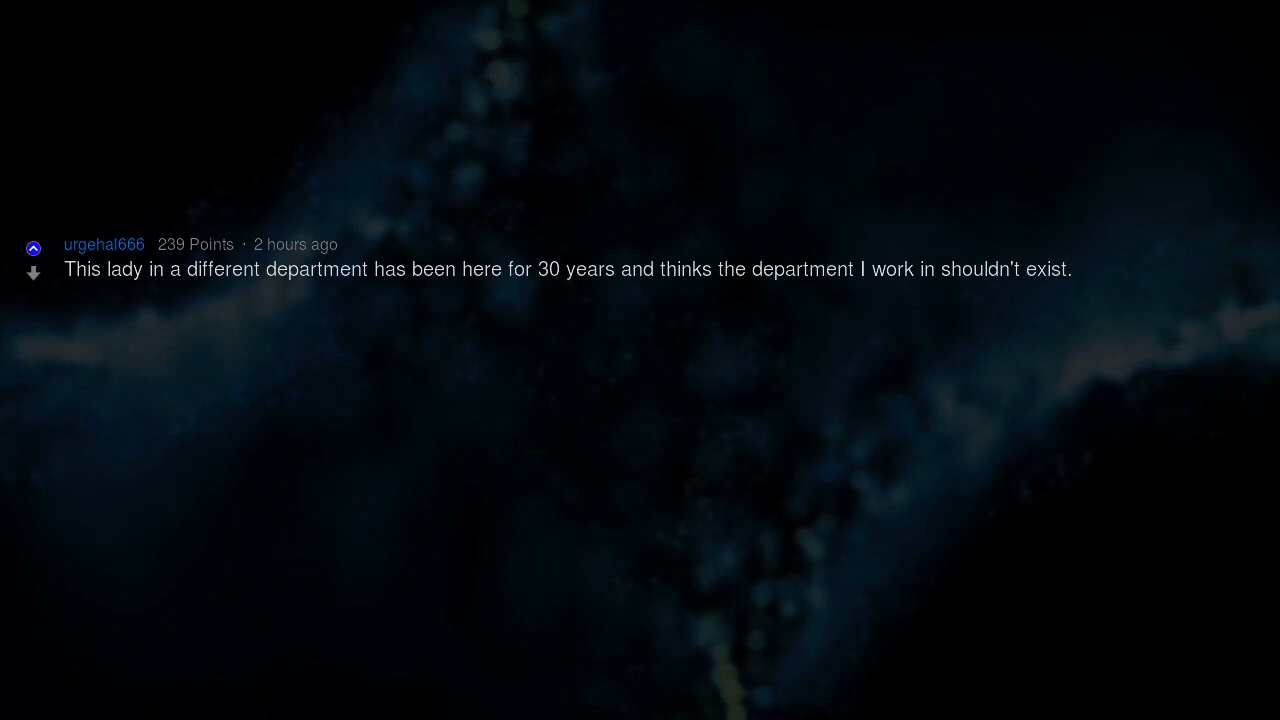 urgehal666 239 Points · 2 hours ago
This lady in a different department has been here for 30 years and thinks the department I work in shouldn't exist.